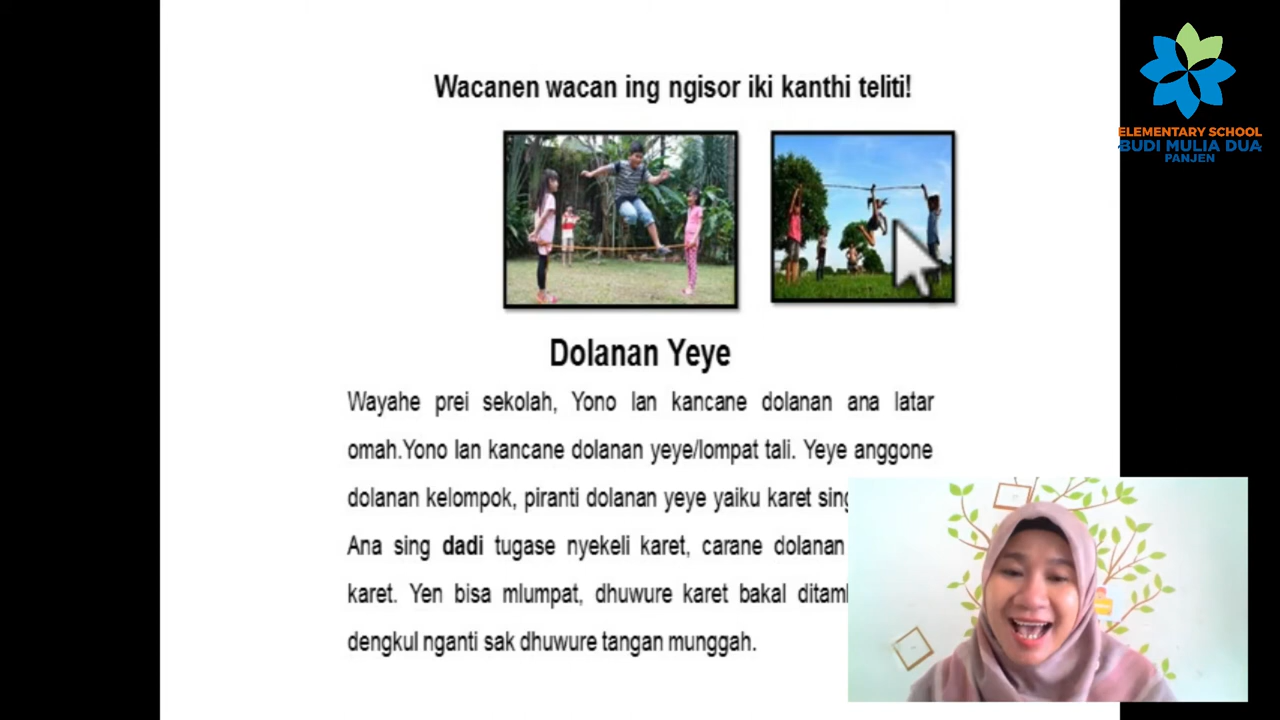 Wacanen wacan ing ngisor iki kanthi teliti!
ELEMENTARY SCHOOL
BUDI MULIA DUA
PANJEN
Dolanan Yeye
Wayahe prei sekolah, Yono lan kancane dolanan ana latar
omah.Yono lan kancane dolanan yeye/lompat tali. Yeye anggone
dolanan kelompok, piranti dolanan yeye yaiku karet
Ana sing dadi tugase nyekeli karet, carane dolanan
karet. Yen bisa mlumpat, dhuwure karet bakal
dengkul nganti sak dhuwure tangan munggah.